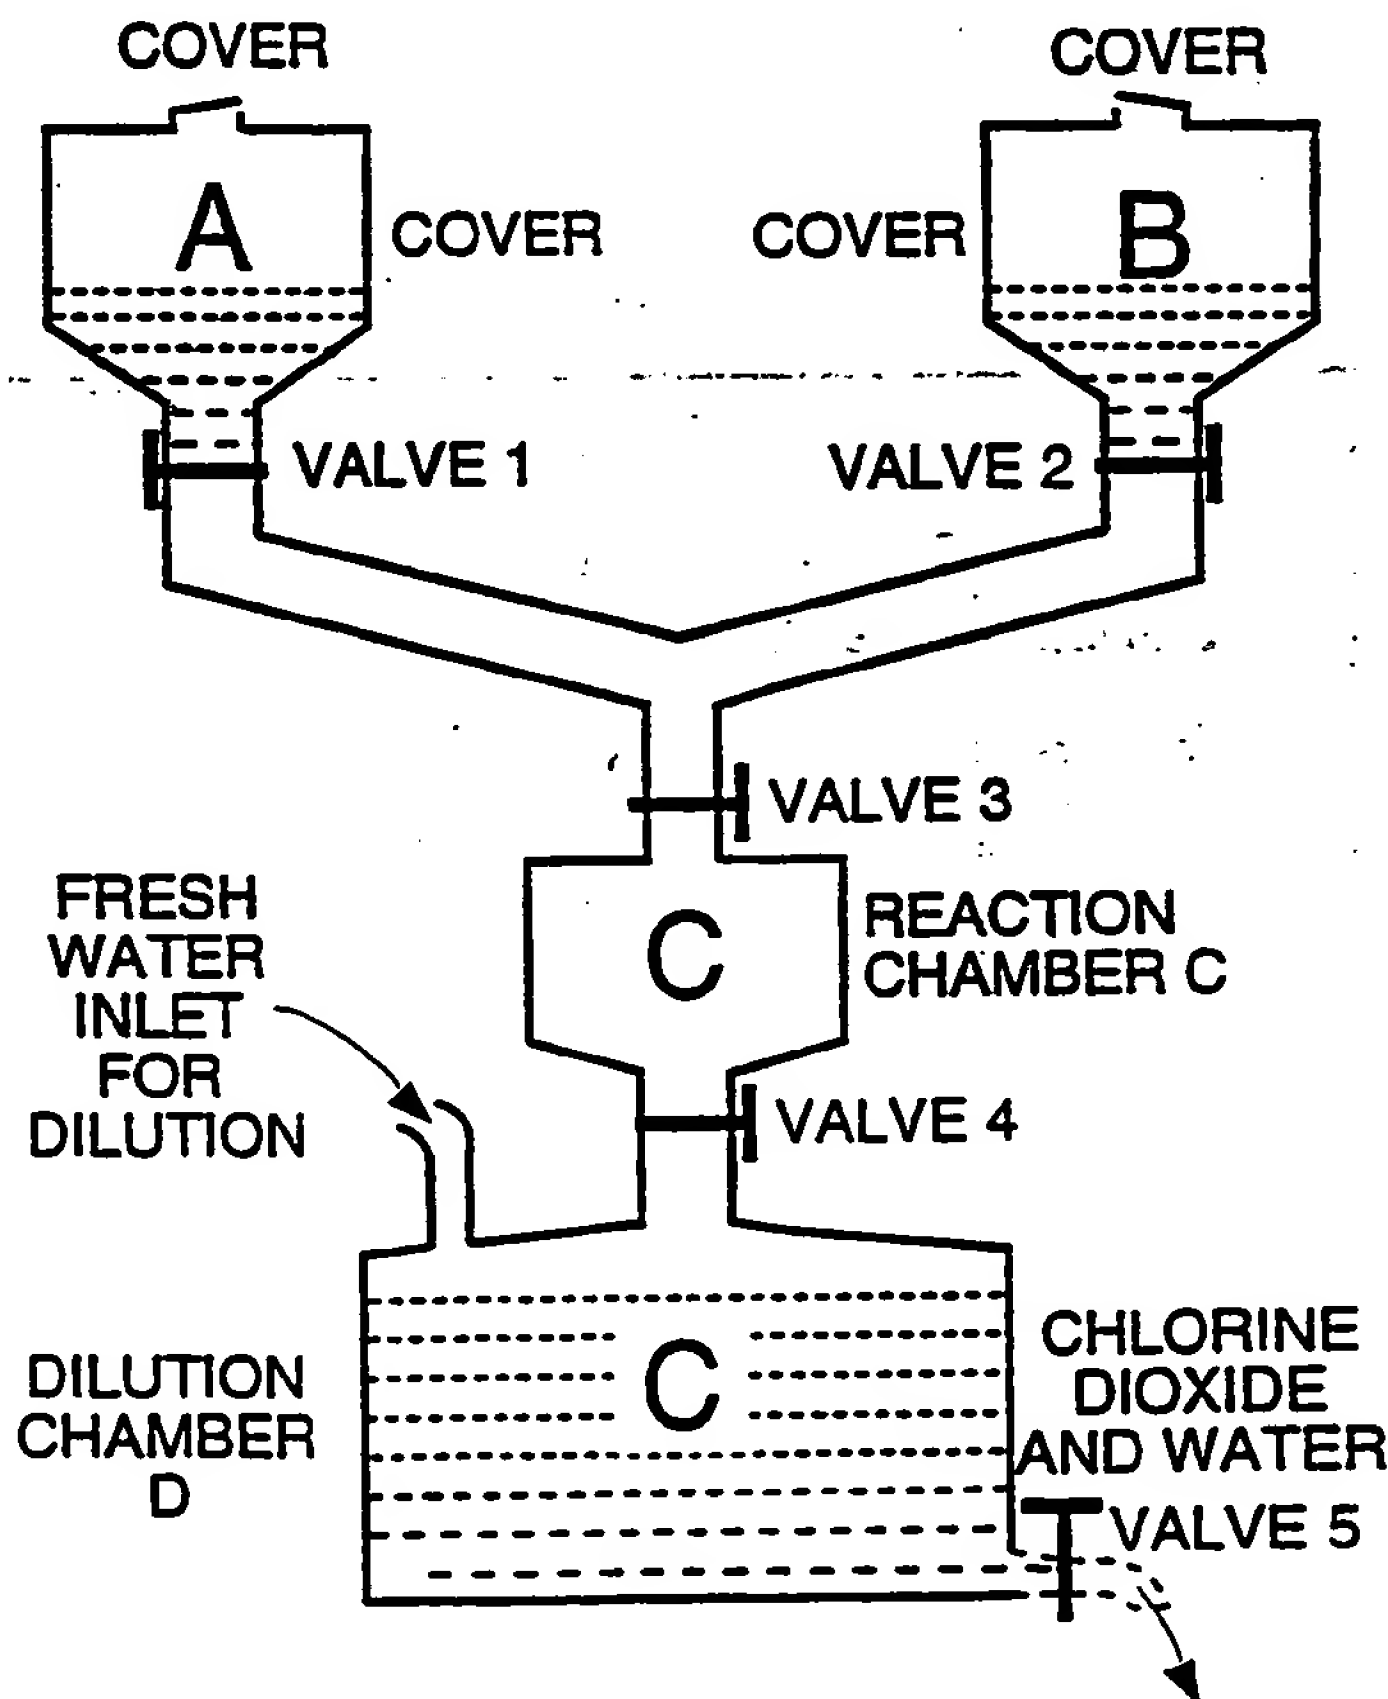 COVER
COVER
A
COVER
COVER
B
VALVE 1
VALVE 2
VALVE 3
FRESH
WATER
INLET
FOR
DILUTION
C
REACTION
CHAMBER C
VALVE 4
DILUTION
CHAMBER
D
C
CHLORINE
DIOXIDE
AND WATER
VALVE 5